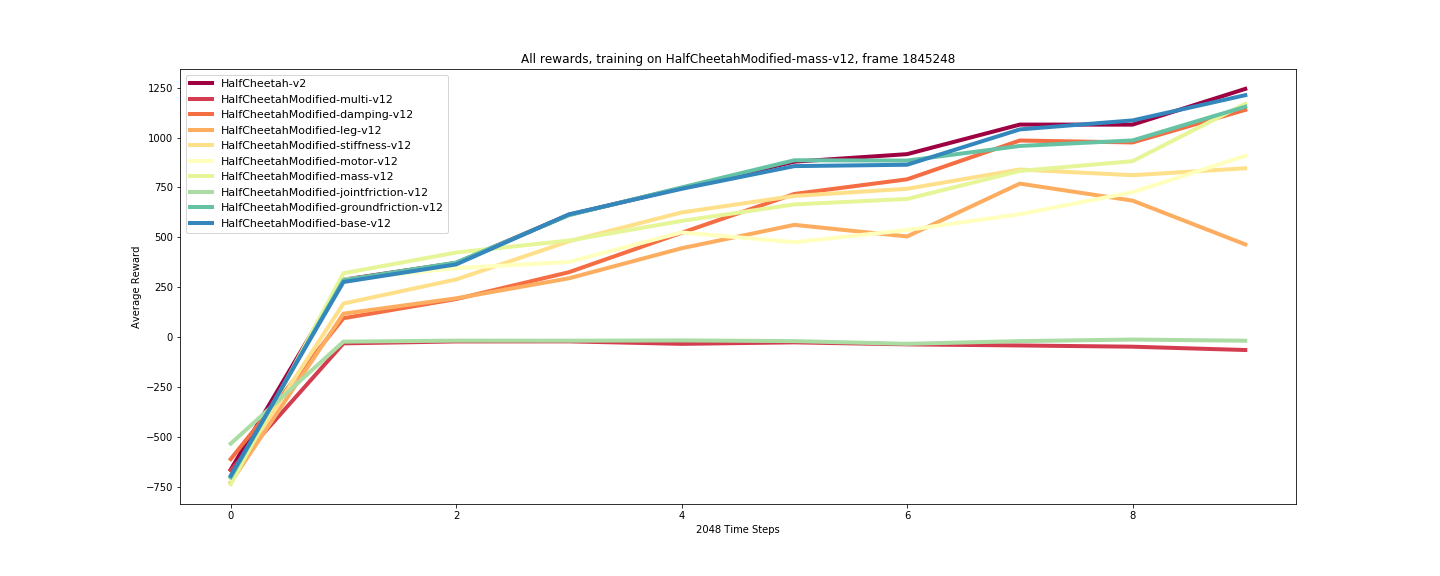 All rewards, training on HalfCheetahModified-mass-v12, frame 1845248
HalfCheetah-v2
HalfCheetahModified-multi-v12
HalfCheetahModified-damping-v12
HalfCheetahModified-leg-v12
HalfCheetahModified-stiffness-v12
HalfCheetahModified-motor-v12
HalfCheetahModified-mass-v12
HalfCheetahModified-jointfriction-v12
HalfCheetahModified-groundfriction-v12
HalfCheetahModified-base-v12
Average Reward
1250
1000
750
500
250
0
−250
−500
−750
0 2 4 6 8
2048 Time Steps